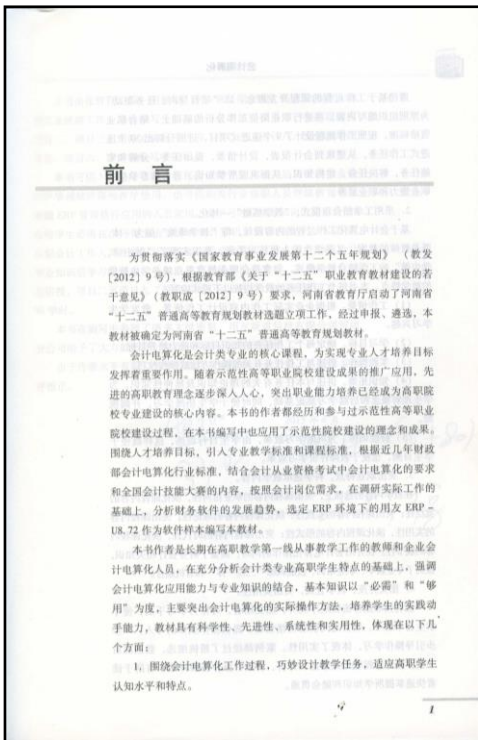 前言
为贯彻落实《国家教育事业发展第十二个五年规划》（教发
[2012] 9号），根据教育部《关于“十二五”职业教育教材建设的若
干意见》（教职成 [2012] 9号）要求，河南省教育厅启动了河南省
“十二五”普通高等教育规划教材选题立项工作，经过申报、遴选，本
教材被确定为河南省“十二五”普通高等教育规划教材。
会计电算化是会计类专业的核心课程，为实现专业人才培养目标
发挥着重要作用。随着示范性高等职业院校建设成果的推广应用，先
进的高职教育理念逐步深入人心，突出职业能力培养已经成为高职院
校专业建设的核心内容。本书的作者都经历和参与过示范性高等职业
院校建设过程，在本书编写中也应用了示范性院校建设的理念和成果。
围绕人才培养目标，引入专业教学标准和课程标准，根据近几年财政
部会计电算化行业标准，结合会计从业资格考试中会计电算化的要求
和全国会计技能大赛的内容，按照会计岗位需求，在调研实际工作的
基础上，分析财务软件的发展趋势，选定 ERP 环境下的用友 ERP－
U8.72 作为软件样本编写本教材。
本书作者是长期在高职教学第一线从事教学工作的教师和企业会
计电算化人员，在充分分析会计类专业高职学生特点的基础上，强调
会计电算化应用能力与专业知识的结合，基本知识以“必需”和“够
用”为度，主要突出会计电算化的实际操作方法，培养学生的实践动
手能力，教材具有科学性、先进性、系统性和实用性，体现在以下几
个方面：
1. 围绕会计电算化工作过程，巧妙设计教学任务，适应高职学生
认知水平和特点。
1